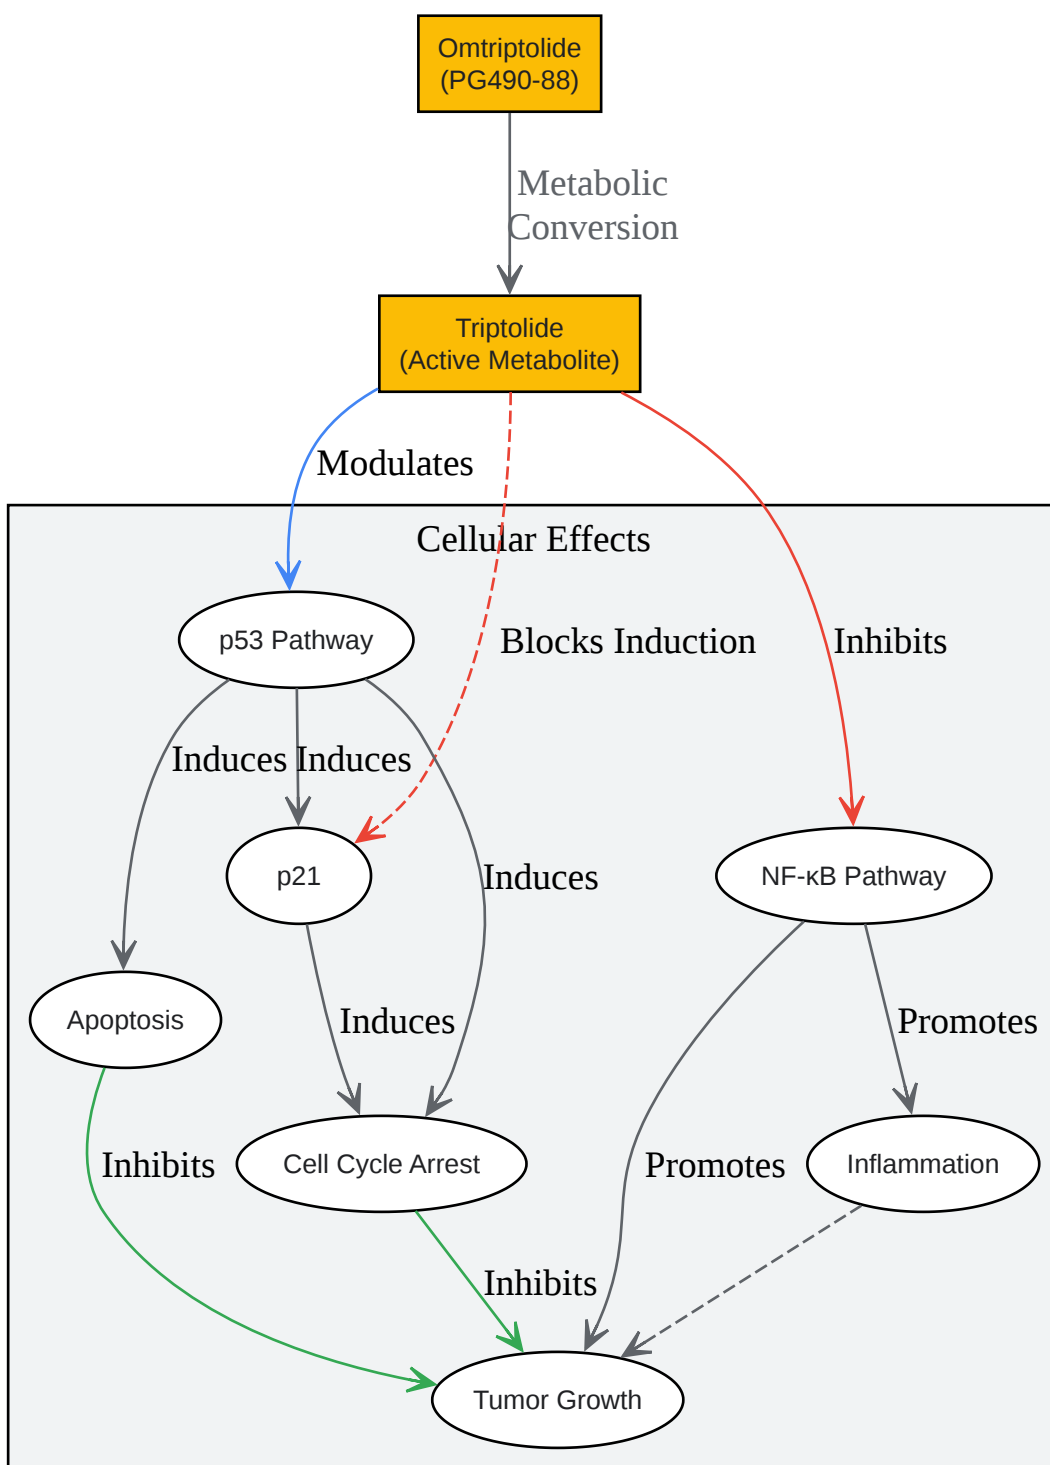 Omtriptolide
(PG490-88)
Metabolic
Conversion
Triptolide
(Active Metabolite)
Modulates
Cellular Effects
p53 Pathway
Blocks Induction
Inhibits
Induces
Induces
p21
Induces
NF-κB Pathway
Apoptosis
Induces
Promotes
Inhibits
Cell Cycle Arrest
Promotes
Inflammation
Inhibits
Tumor Growth